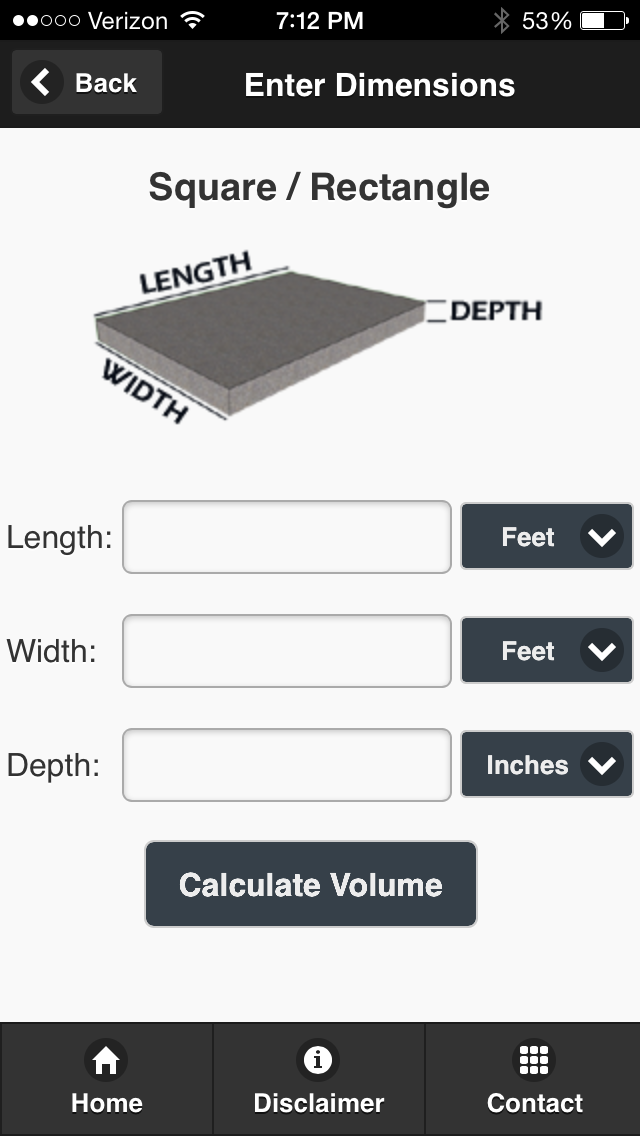 Verizon 7:12 PM 53%
Back Enter Dimensions
Square / Rectangle
LENGTH
DEPTH
WIDTH
Length: Feet
Width: Feet
Depth: Inches
Calculate Volume
Home Disclaimer Contact